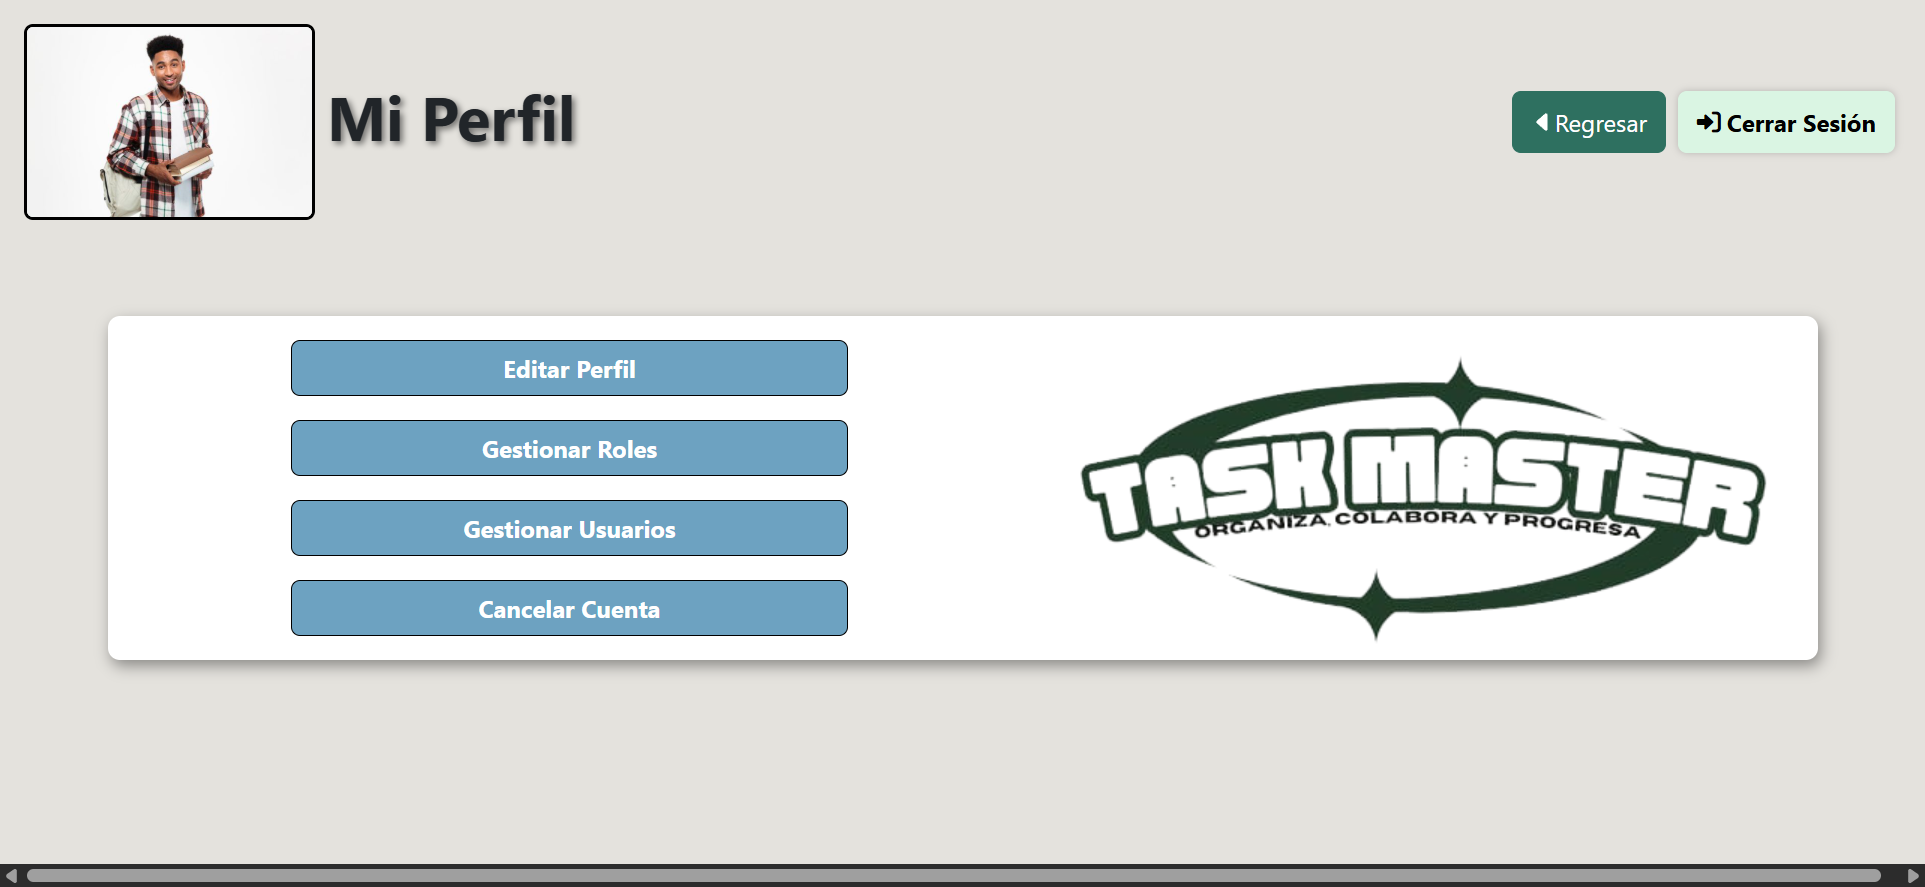 Mi Perfil
Regresar
Cerrar Sesión
Editar Perfil
Gestionar Roles
Gestionar Usuarios
Cancelar Cuenta
TASK MASTER
ORGANIZA, COLABORA Y PROGRESA